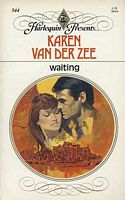 544
Harlequin Presents
KAREN
VAN DER ZEE
waiting